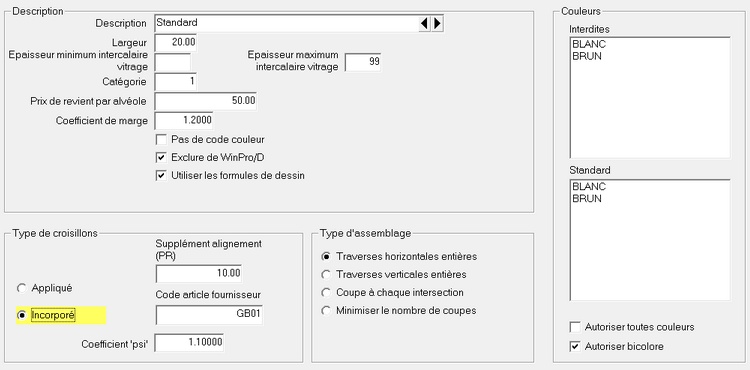 Description
Description Standard
Largeur 20.00
Epaisseur minimum intercalaire vitrage
Epaisseur maximum intercalaire vitrage 99
Catégorie 1
Prix de revient par alvéole 50.00
Coefficient de marge 1.2000
Pas de code couleur
Exclure de WinPro/D
Utiliser les formules de dessin
Type de croisillons
Supplément alignement (PR)
10.00
Appliqué
Code article fournisseur
Incorporé GB01
Coefficient 'psi' 1.10000
Type d'assemblage
Traverses horizontales entières
Traverses verticales entières
Coupe à chaque intersection
Minimiser le nombre de coupes
Couleurs
Interdites
BLANC
BRUN
Standard
BLANC
BRUN
Autoriser toutes couleurs
Autoriser bicolore